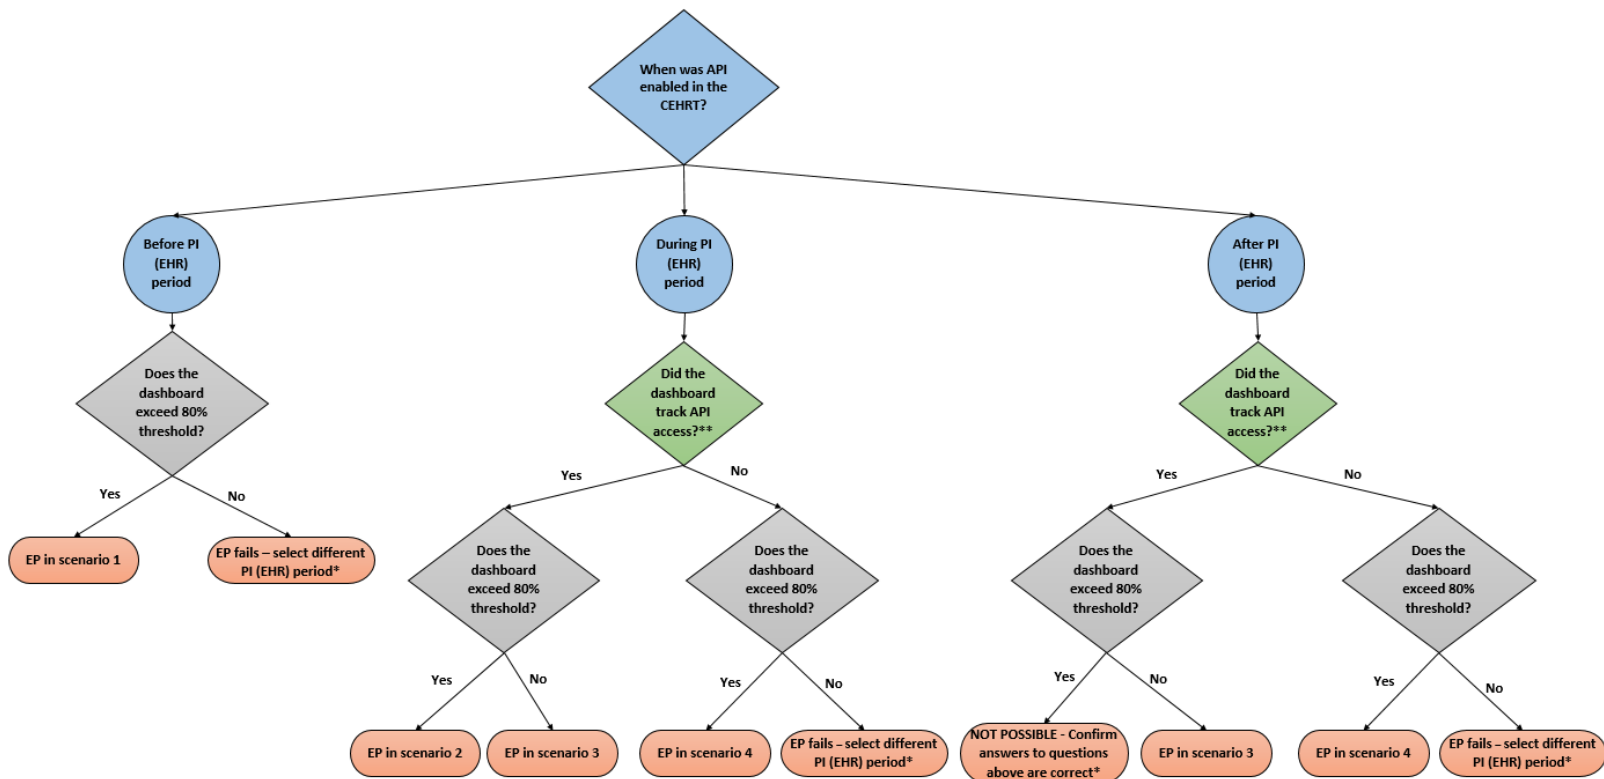 When was API
enabled in the
CEHRT?
Before PI
(EHR)
period
During PI
(EHR)
period
After PI
(EHR)
period
Does the
dashboard
exceed 80%
threshold?
Did the
dashboard
track API
access?**
Did the
dashboard
track API
access?**
Yes
No
Yes
No
Yes
No
EP in scenario 1
EP fails – select different
PI (EHR) period*
Does the
dashboard
exceed 80%
threshold?
Does the
dashboard
exceed 80%
threshold?
Does the
dashboard
exceed 80%
threshold?
Does the
dashboard
exceed 80%
threshold?
Yes
No
Yes
No
Yes
No
Yes
No
EP in scenario 2
EP in scenario 3
EP in scenario 4
EP fails – select different
PI (EHR) period*
NOT POSSIBLE - Confirm
answers to questions
above are correct*
EP in scenario 3
EP in scenario 4
EP fails – select different
PI (EHR) period*